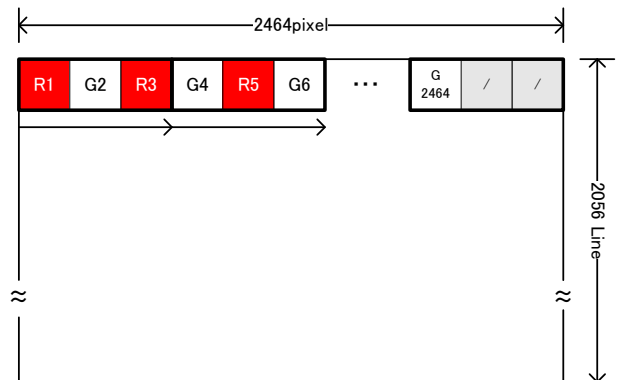 2464pixel
R1 G2 R3 G4 R5 G6 ··· G
2464 / /
2056 Line
≈ ≈